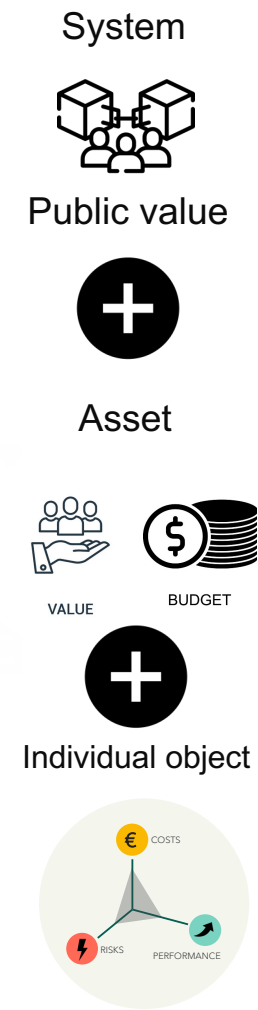 System
Public value
+
Asset
$
VALUE
BUDGET
+
Individual object
€
COSTS
RISKS
PERFORMANCE